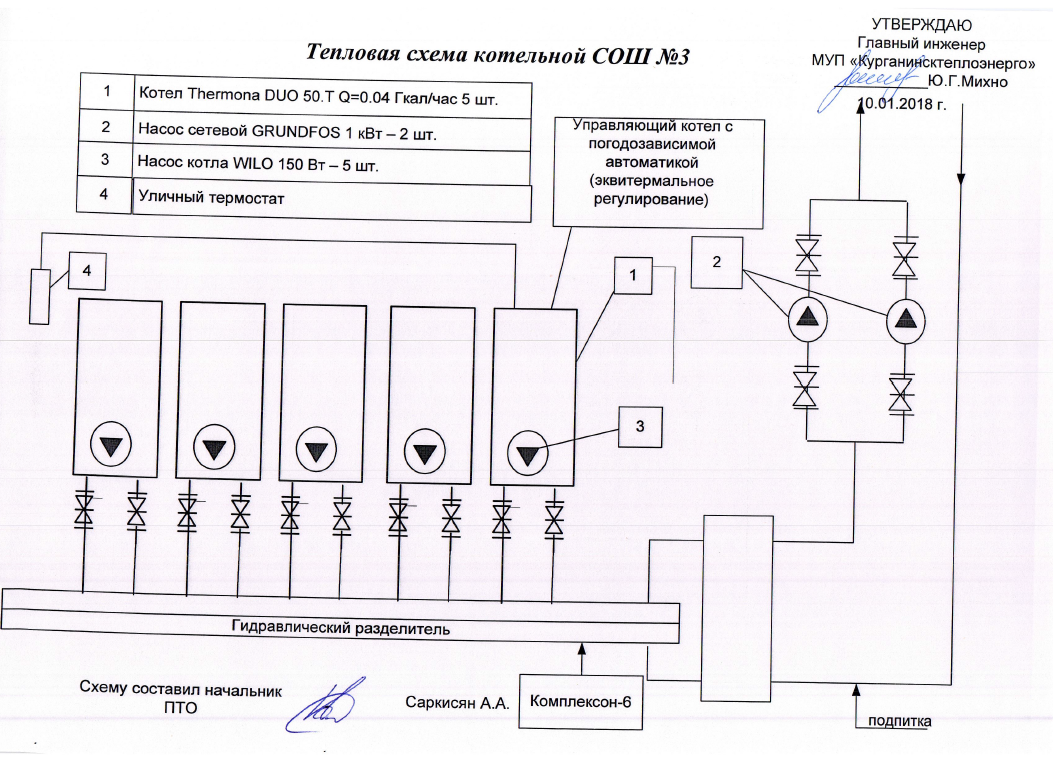 УТВЕРЖДАЮ
Главный инженер
МУП «Курганинсктеплоэнерго»
Ю.Г.Михно
10.01.2018 г.
Тепловая схема котельной СОШ №3
1 Котел Thermona DUO 50.T Q=0.04 Гкал/час 5 шт.
2 Насос сетевой GRUNDFOS 1 кВт – 2 шт.
3 Насос котла WILO 150 Вт – 5 шт.
4 Уличный термостат
Управляющий котел с
погодозависимой
автоматикой
(эквитермальное
регулирование)
4
1
2
3
Гидравлический разделитель
Схему составил начальник
ПТО
Саркисян А.А.
Комплексон-6
подпитка